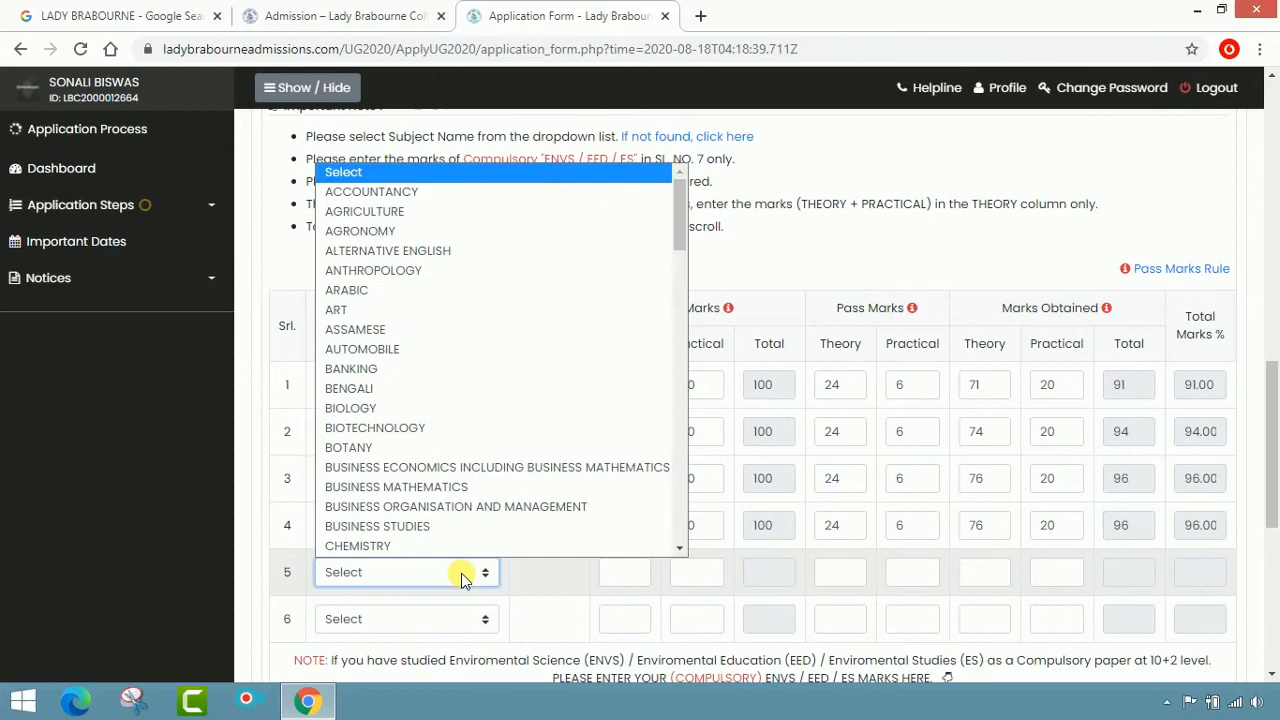 LADY BRABOURNE - Google Sea
Admission – Lady Brabourne Coll
Application Form - Lady Brabourn
ladybrabourneadmissions.com/UG2020/ApplyUG2020/application_form.php?time=2020-08-18T04:18:39.711Z
SONALI BISWAS
ID: LBC2000012664
Show / Hide
Helpline
Profile
Change Password
Logout
Application Process
Dashboard
Application Steps
Important Dates
Notices
Please select Subject Name from the dropdown list. If not found, click here
Please enter the marks of Compulsory "ENVS / EED / ES" in SL. NO. 7 only.
Pl
red.
Th
s, enter the marks (THEORY + PRACTICAL) in the THEORY column only.
To
scroll.
Pass Marks Rule
Select
ACCOUNTANCY
AGRICULTURE
AGRONOMY
ALTERNATIVE ENGLISH
ANTHROPOLOGY
ARABIC
ART
ASSAMESE
AUTOMOBILE
BANKING
BENGALI
BIOLOGY
BIOTECHNOLOGY
BOTANY
BUSINESS ECONOMICS INCLUDING BUSINESS MATHEMATICS
BUSINESS MATHEMATICS
BUSINESS ORGANISATION AND MANAGEMENT
BUSINESS STUDIES
CHEMISTRY
Srl.
Marks
Pass Marks
Marks Obtained
Total Marks %
ctical
Total
Theory
Practical
Theory
Practical
Total
1 0 100 24 6 71 20 91 91.00
2 0 100 24 6 74 20 94 94.00
3 0 100 24 6 76 20 96 96.00
4 0 100 24 6 76 20 96 96.00
5 Select
6 Select
NOTE: If you have studied Enviromental Science (ENVS) / Enviromental Education (EED) / Enviromental Studies (ES) as a Compulsory paper at 10+2 level.
PLEASE ENTER YOUR (COMPULSORY) ENVS / EED / ES MARKS HERE.